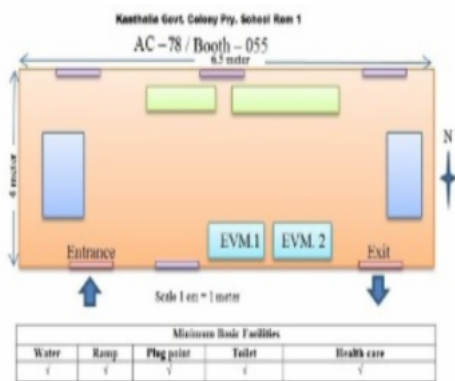 Kanthalia Govt. Colony Pry. School Rom 1
AC – 78 / Booth – 055
6.5 meter
4 meter
N
EVM.1 EVM. 2
Entrance Exit
Scale 1 cm = 1 meter
Minimum Basic Facilities
Water Ramp Plug point Toilet Health care
√ √ √ √ √